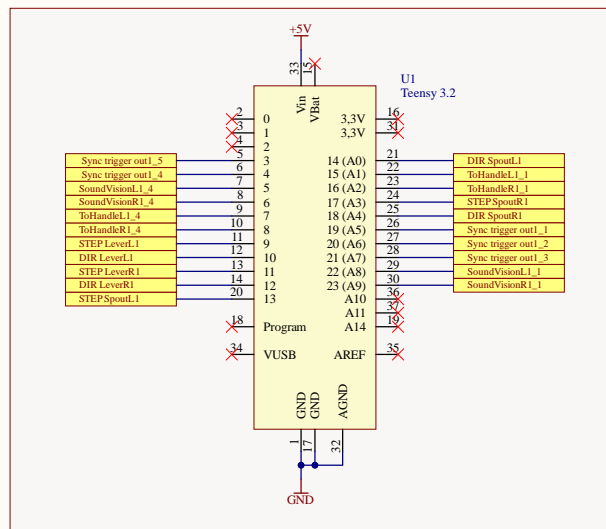 +5V
33
15
U1
Teensy 3.2
Vin
VBat
2 0 16 3,3V
3 1 31 3,3V
4 2
Sync trigger out1_5 5 3 14 (A0) 21 DIR SpoutL1
Sync trigger out1_4 6 4 15 (A1) 22 ToHandleL1_1
SoundVisionL1_4 7 5 16 (A2) 23 ToHandleR1_1
SoundVisionR1_4 8 6 17 (A3) 24 STEP SpoutR1
ToHandleL1_4 9 7 18 (A4) 25 DIR SpoutR1
ToHandleR1_4 10 8 19 (A5) 26 Sync trigger out1_1
STEP LeverL1 11 9 20 (A6) 27 Sync trigger out1_2
DIR LeverL1 12 10 21 (A7) 28 Sync trigger out1_3
STEP LeverR1 13 11 22 (A8) 29 SoundVisionL1_1
DIR LeverR1 14 12 23 (A9) 30 SoundVisionR1_1
STEP SpoutL1 20 13 A10 36
A11 37
18 Program A14 19
34 VUSB AREF 35
GND
GND
AGND
1
17
32
GND